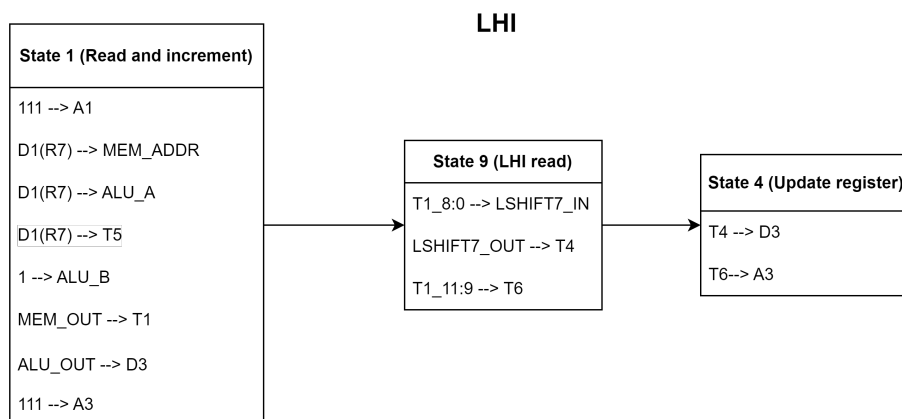 LHI
State 1 (Read and increment)
111 --> A1
D1(R7) --> MEM_ADDR
D1(R7) --> ALU_A
D1(R7) --> T5
1 --> ALU_B
MEM_OUT --> T1
ALU_OUT --> D3
111 --> A3
State 9 (LHI read)
T1_8:0 --> LSHIFT7_IN
LSHIFT7_OUT --> T4
T1_11:9 --> T6
State 4 (Update register)
T4 --> D3
T6--> A3